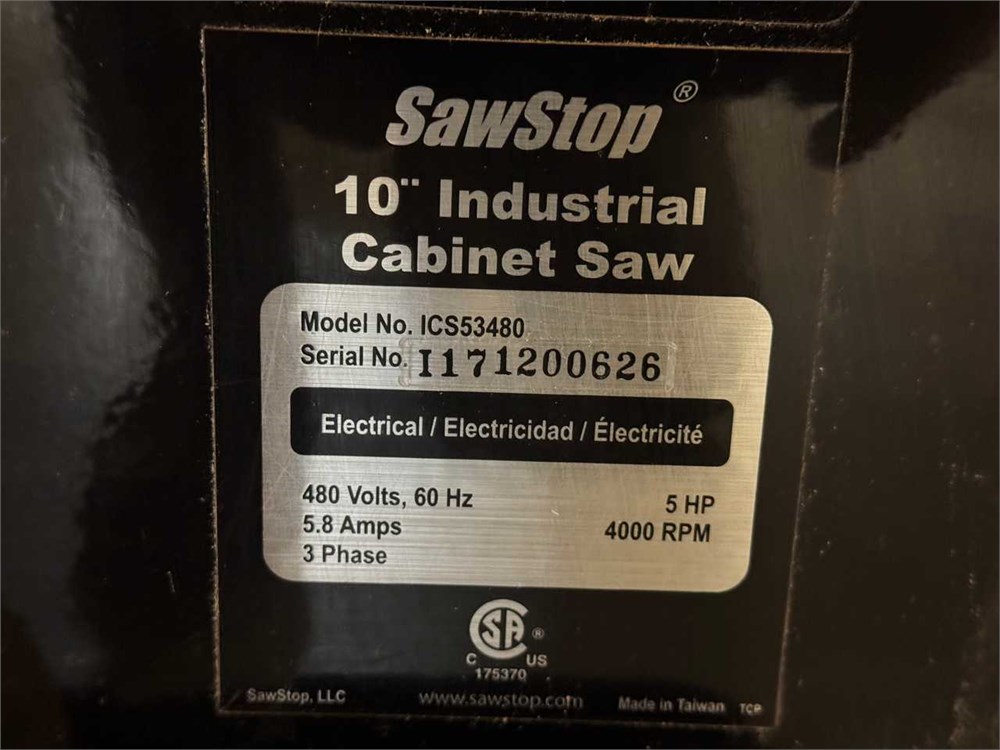 SawStop®
10" Industrial
Cabinet Saw
Model No. ICS53480
Serial No. I171200626
Electrical / Electricidad / Électricité
480 Volts, 60 Hz 5 HP
5.8 Amps 4000 RPM
3 Phase
CSA ®
C US
175370
SawStop, LLC www.sawstop.com Made in Taiwan TCP